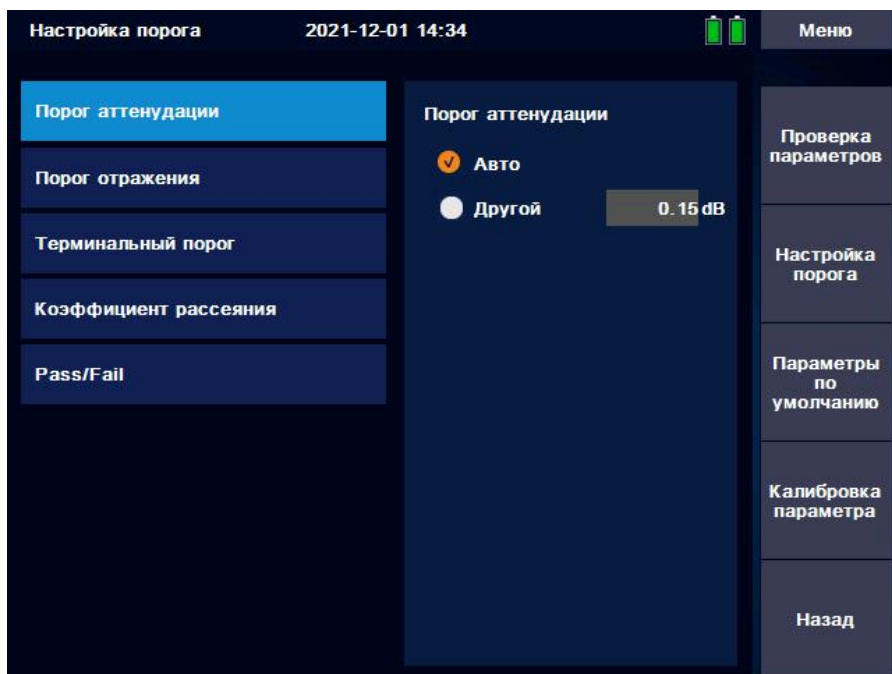 Настройка порога 2021-12-01 14:34 Меню
Порог аттенудации
Порог отражения
Терминальный порог
Коэффициент рассеяния
Pass/Fail
Порог аттенудации
Авто
Другой 0.15 dB
Проверка
параметров
Настройка
порога
Параметры
по
умолчанию
Калибровка
параметра
Назад